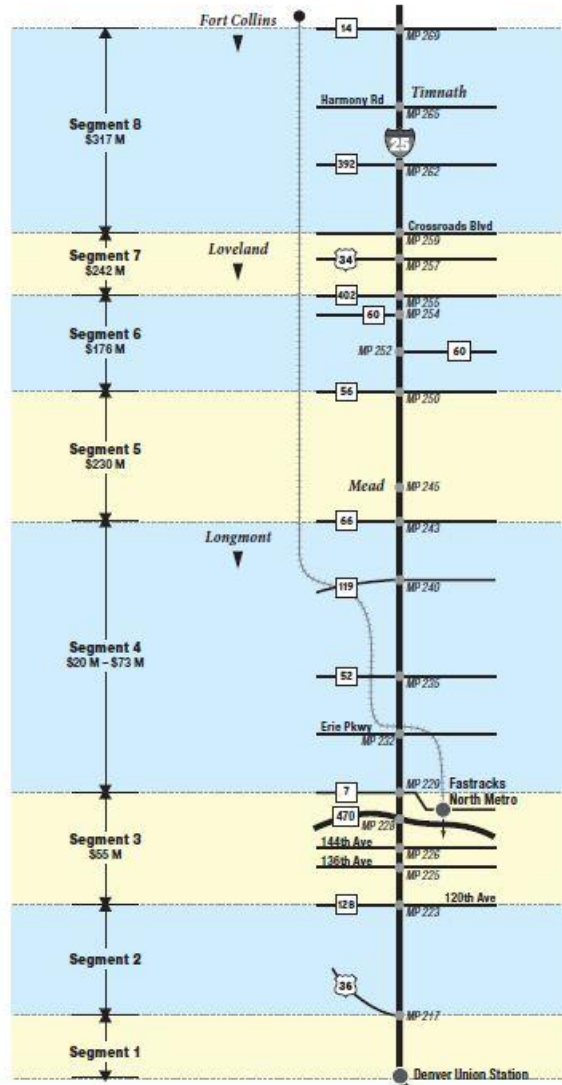 Fort Collins
14
MP 269
Timnath
Harmony Rd
MP 265
Segment 8
$317 M
25
392
MP 262
Crossroads Blvd
MP 259
Segment 7
$242 M
Loveland
34
MP 257
402
MP 255
60
MP 254
Segment 6
$176 M
MP 252
60
56
MP 250
Segment 5
$230 M
Mead
MP 245
66
MP 243
Longmont
119
MP 240
Segment 4
$20 M – $73 M
52
MP 235
Erie Pkwy
MP 232
7
MP 229
Fastracks
North Metro
470
MP 228
Segment 3
$55 M
144th Ave
MP 226
136th Ave
MP 225
128
120th Ave
MP 223
Segment 2
36
MP 217
Segment 1
Denver Union Station